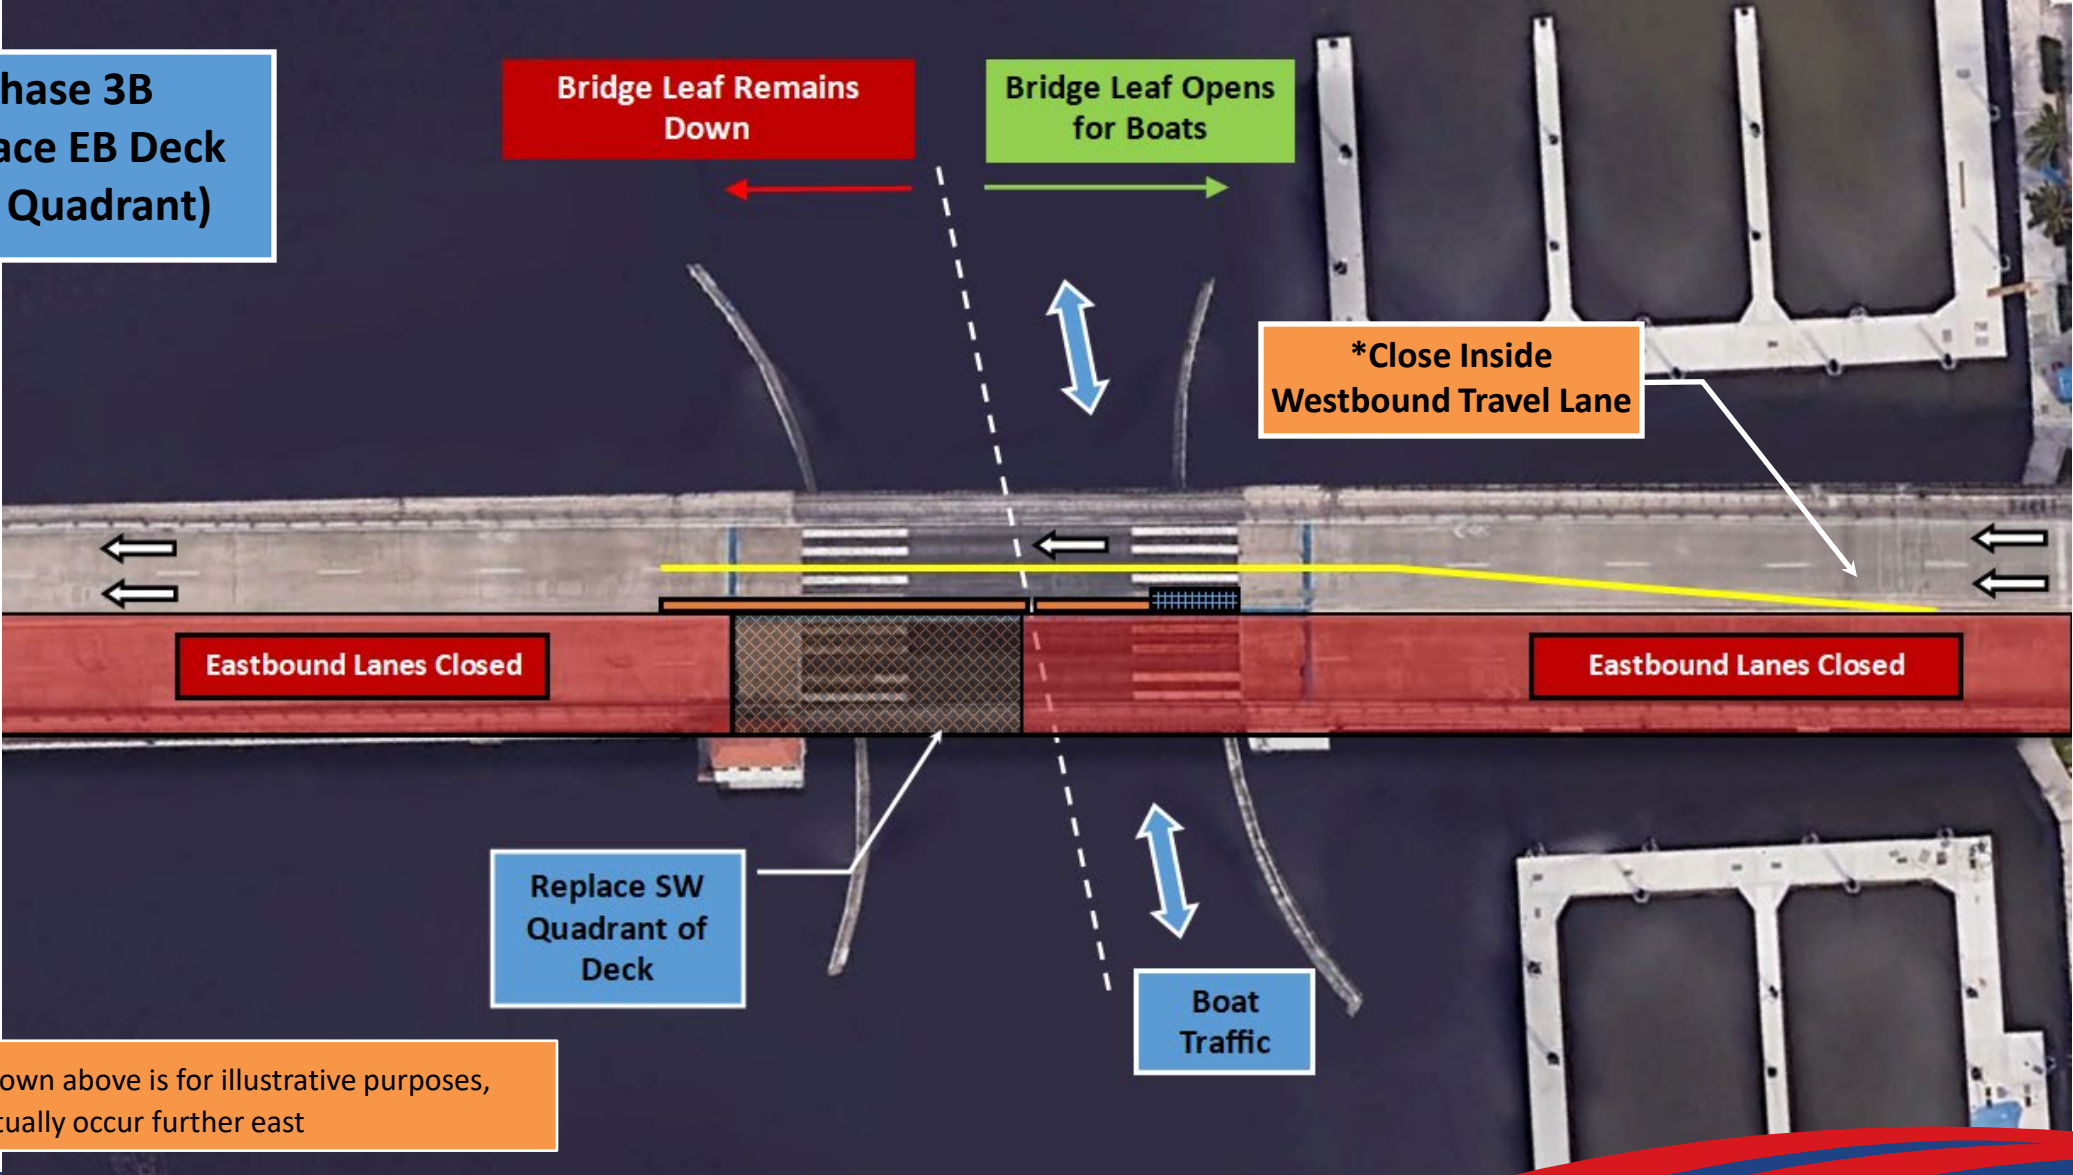 hase 3B
ace EB Deck
Quadrant)
Bridge Leaf Remains
Down
Bridge Leaf Opens
for Boats
*Close Inside
Westbound Travel Lane
Eastbound Lanes Closed
Eastbound Lanes Closed
Replace SW
Quadrant of
Deck
Boat
Traffic
own above is for illustrative purposes,
tually occur further east